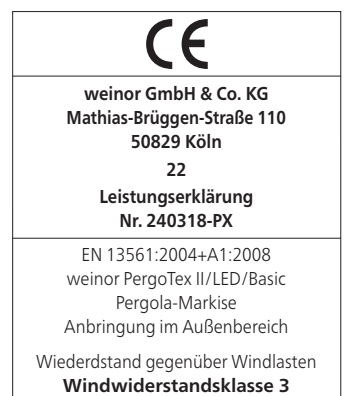 CE
weinor GmbH & Co. KG
Mathias-Brüggen-Straße 110
50829 Köln
22
Leistungserklärung
Nr. 240318-PX
EN 13561:2004+A1:2008
weinor PergoTex II/LED/Basic
Pergola-Markise
Anbringung im Außenbereich
Wiederdstand gegenüber Windlasten
Windwiderstandsklasse 3